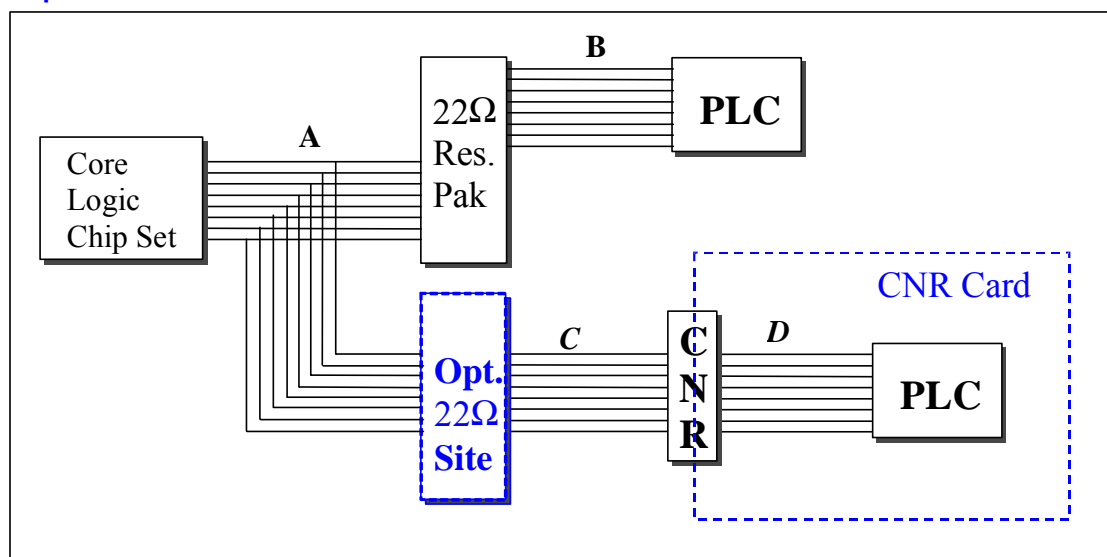 B
22Ω
Res.
Pak
PLC
A
Core
Logic
Chip Set
CNR Card
Opt.
22Ω
Site
C
C
N
R
D
PLC